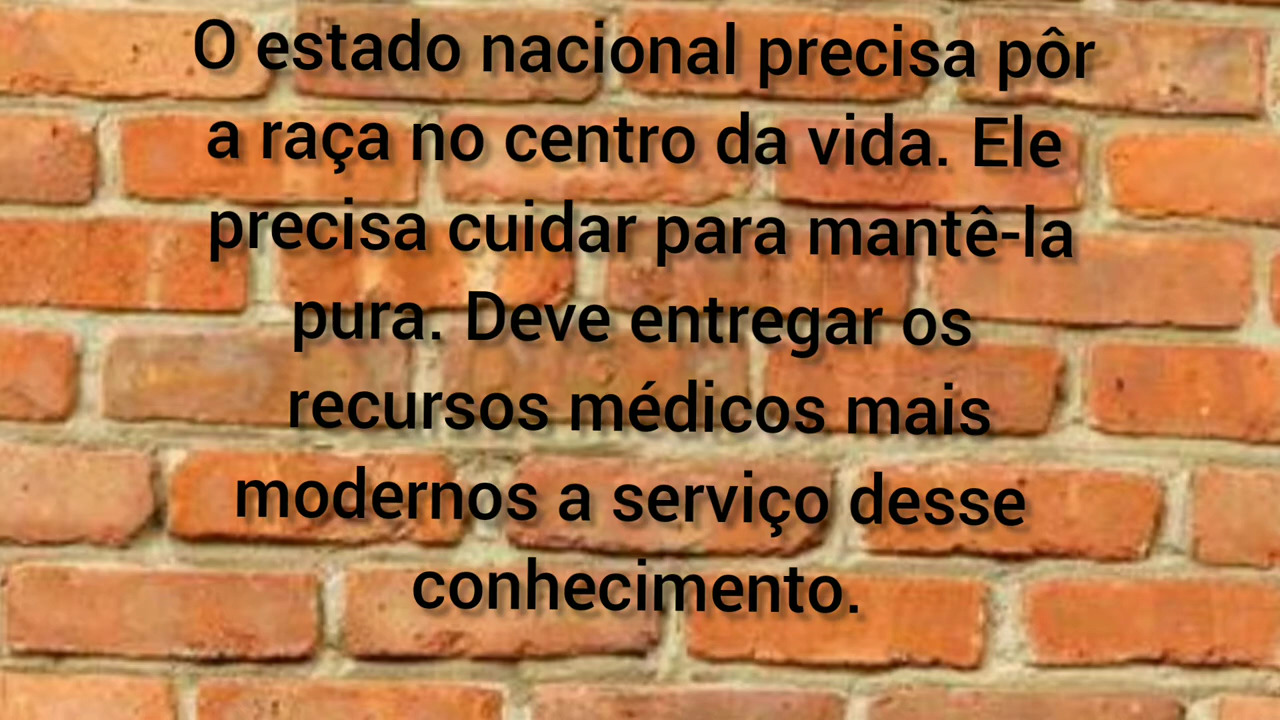 O estado nacional precisa pôr
a raça no centro da vida. Ele
precisa cuidar para mantê-la
pura. Deve entregar os
recursos médicos mais
modernos a serviço desse
conhecimento.